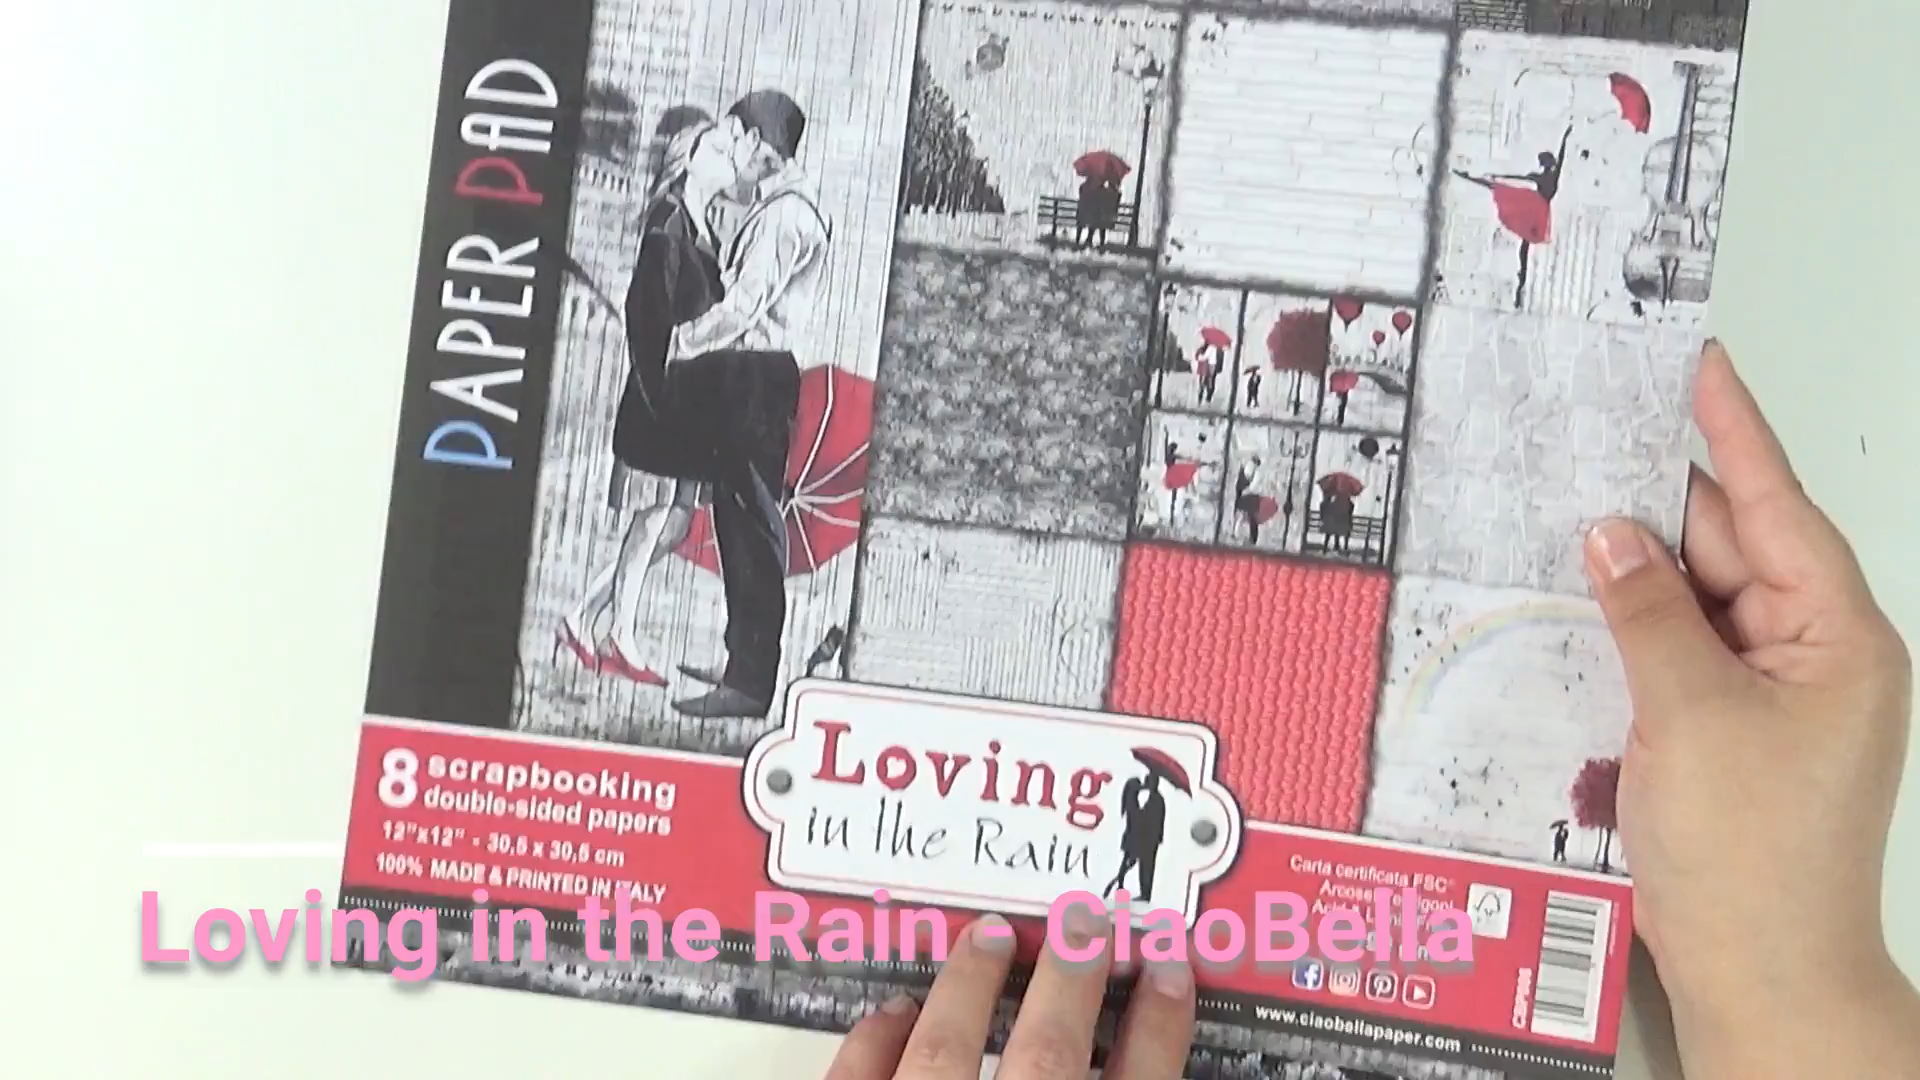 PAPER PAD
8 scrapbooking
double-sided papers
12"x12" - 30,5 x 30,5 cm
100% MADE & PRINTED IN ITALY
Loving
in the Rain
Carta certificata FSC
Loving in the Rain - CiaoBella
www.ciaobellapaper.com